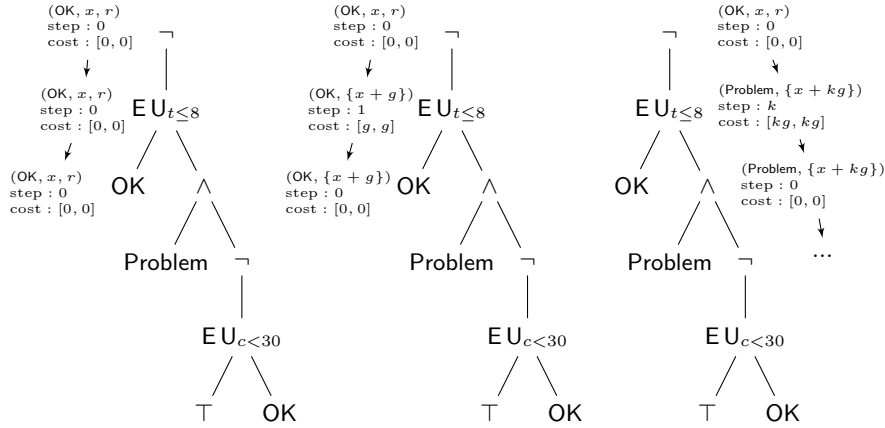 (OK, x, r)
step : 0
cost : [0, 0]
¬
(OK, x, r)
step : 0
cost : [0, 0]
E U_{t≤8}
(OK, x, r)
step : 0
cost : [0, 0]
OK
∧
Problem
¬
E U_{c<30}
⊤
OK
(OK, x, r)
step : 0
cost : [0, 0]
¬
(OK, {x + g})
step : 1
cost : [g, g]
E U_{t≤8}
(OK, {x + g})
step : 0
cost : [0, 0]
OK
∧
Problem
¬
E U_{c<30}
⊤
OK
¬
(OK, x, r)
step : 0
cost : [0, 0]
E U_{t≤8}
(Problem, {x + kg})
step : k
cost : [kg, kg]
OK
∧
(Problem, {x + kg})
step : 0
cost : [0, 0]
...
Problem
¬
E U_{c<30}
⊤
OK